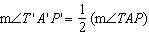 m∠T'A'P' = 1/2 (m∠TAP)